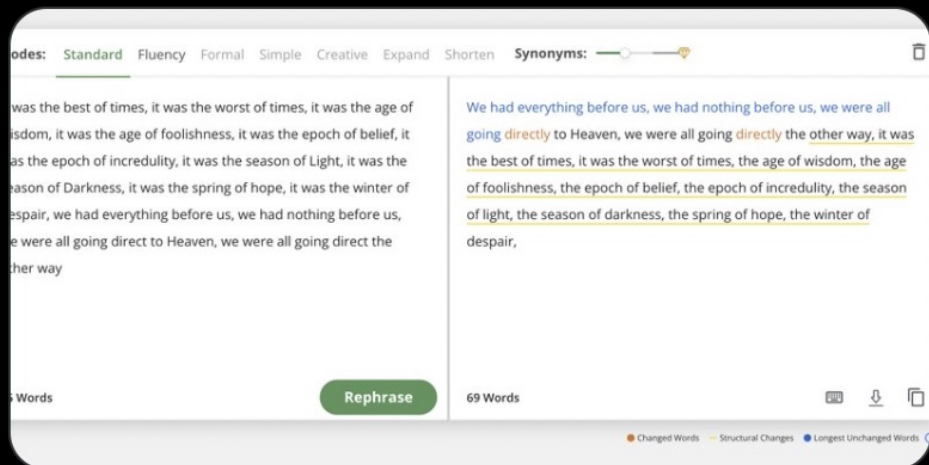 odes: Standard Fluency Formal Simple Creative Expand Shorten Synonyms:
was the best of times, it was the worst of times, it was the age of
isdom, it was the age of foolishness, it was the epoch of belief, it
as the epoch of incredulity, it was the season of Light, it was the
eason of Darkness, it was the spring of hope, it was the winter of
espair, we had everything before us, we had nothing before us,
e were all going direct to Heaven, we were all going direct the
ther way
Words
Rephrase
We had everything before us, we had nothing before us, we were all
going directly to Heaven, we were all going directly the other way, it was
the best of times, it was the worst of times, the age of wisdom, the age
of foolishness, the epoch of belief, the epoch of incredulity, the season
of light, the season of darkness, the spring of hope, the winter of
despair,
69 Words
Changed Words Structural Changes Longest Unchanged Words